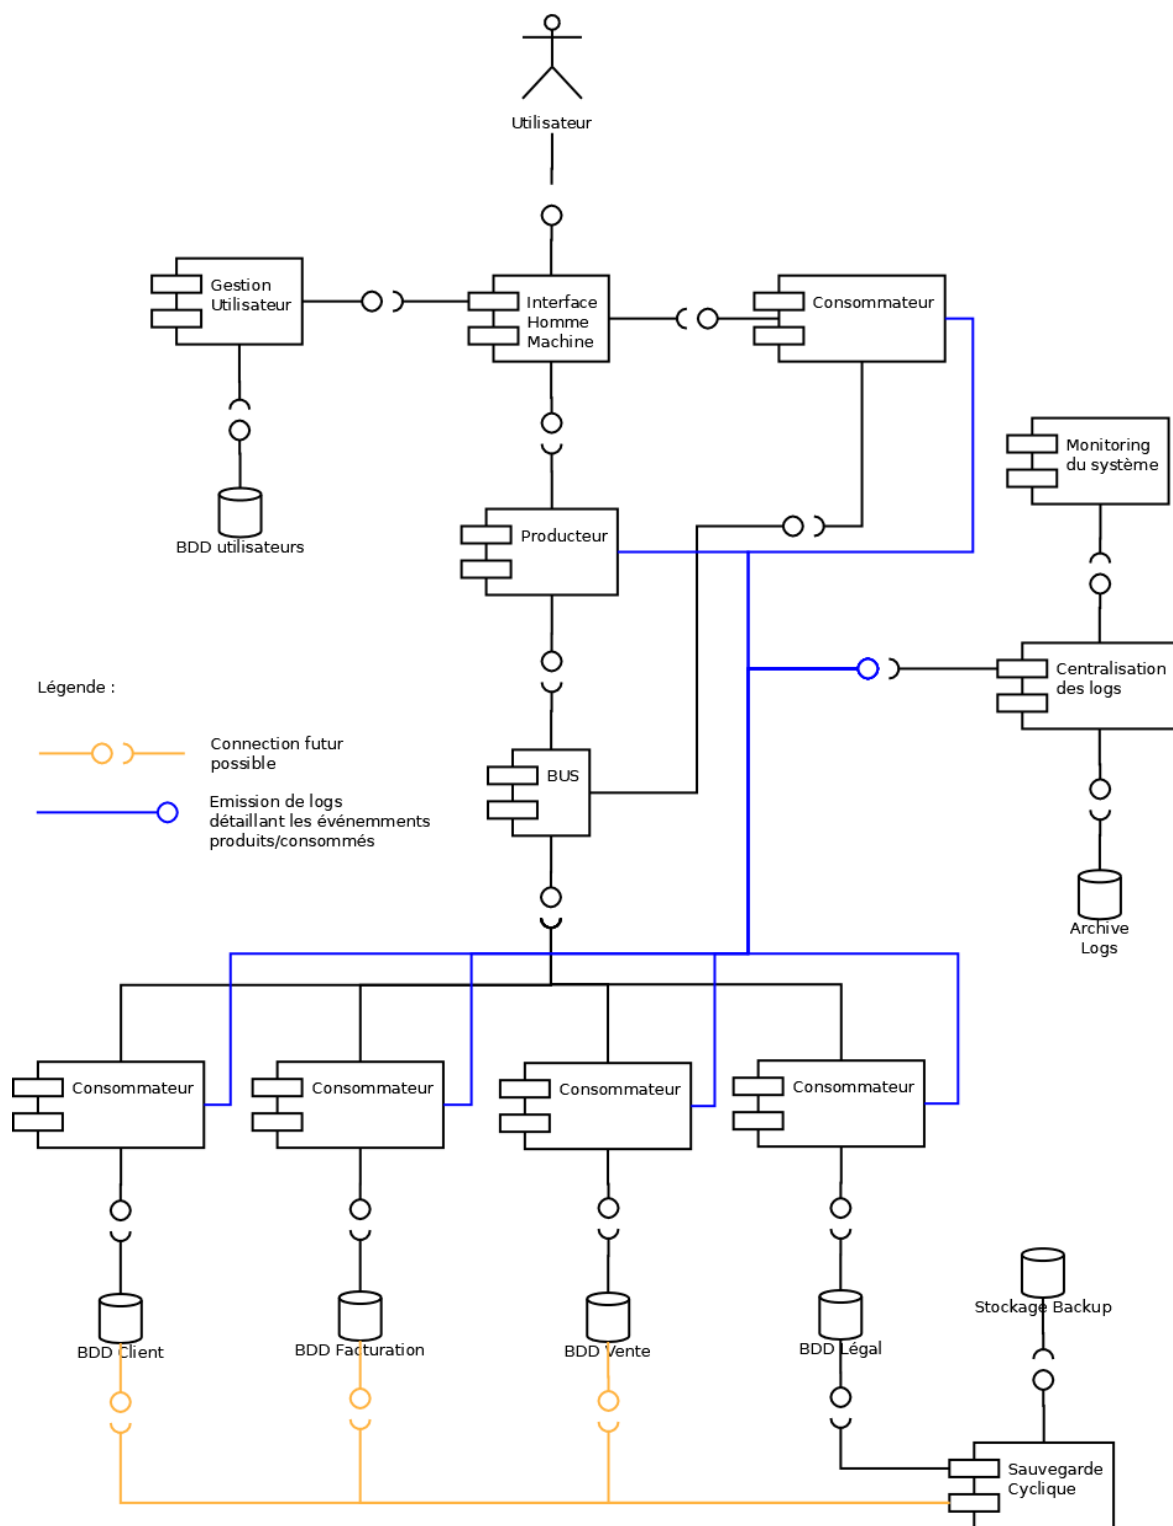 Utilisateur
Gestion
Utilisateur
Interface
Homme
Machine
Consommateur
Monitoring
du système
Producteur
BDD utilisateurs
Centralisation
des logs
Légende :
Connection futur
possible
BUS
Emission de logs
détaillant les événemments
produits/consommés
Archive
Logs
Consommateur
Consommateur
Consommateur
Consommateur
Stockage Backup
BDD Client
BDD Facturation
BDD Vente
BDD Légal
Sauvegarde
Cyclique